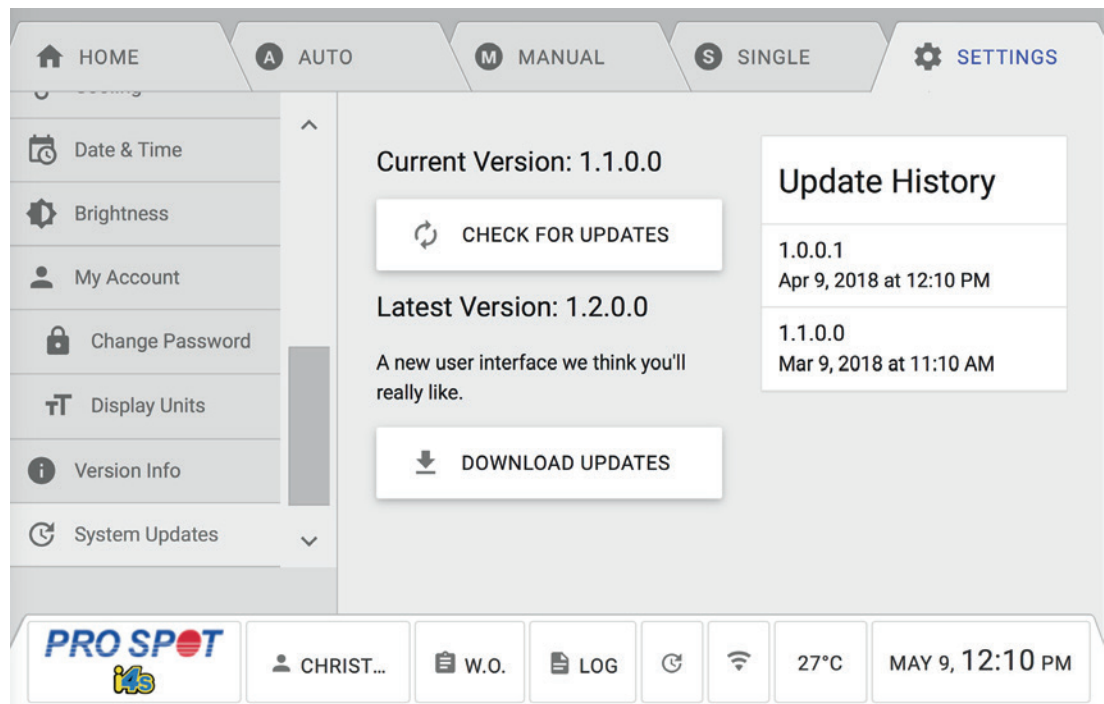 HOME
A AUTO
M MANUAL
S SINGLE
SETTINGS
Date & Time
Brightness
My Account
Change Password
Display Units
Version Info
System Updates
Current Version: 1.1.0.0
CHECK FOR UPDATES
Latest Version: 1.2.0.0
A new user interface we think you'll
really like.
DOWNLOAD UPDATES
Update History
1.0.0.1
Apr 9, 2018 at 12:10 PM
1.1.0.0
Mar 9, 2018 at 11:10 AM
PRO SPOT
i4s
CHRIST...
W.O.
LOG
27°C
MAY 9, 12:10 PM